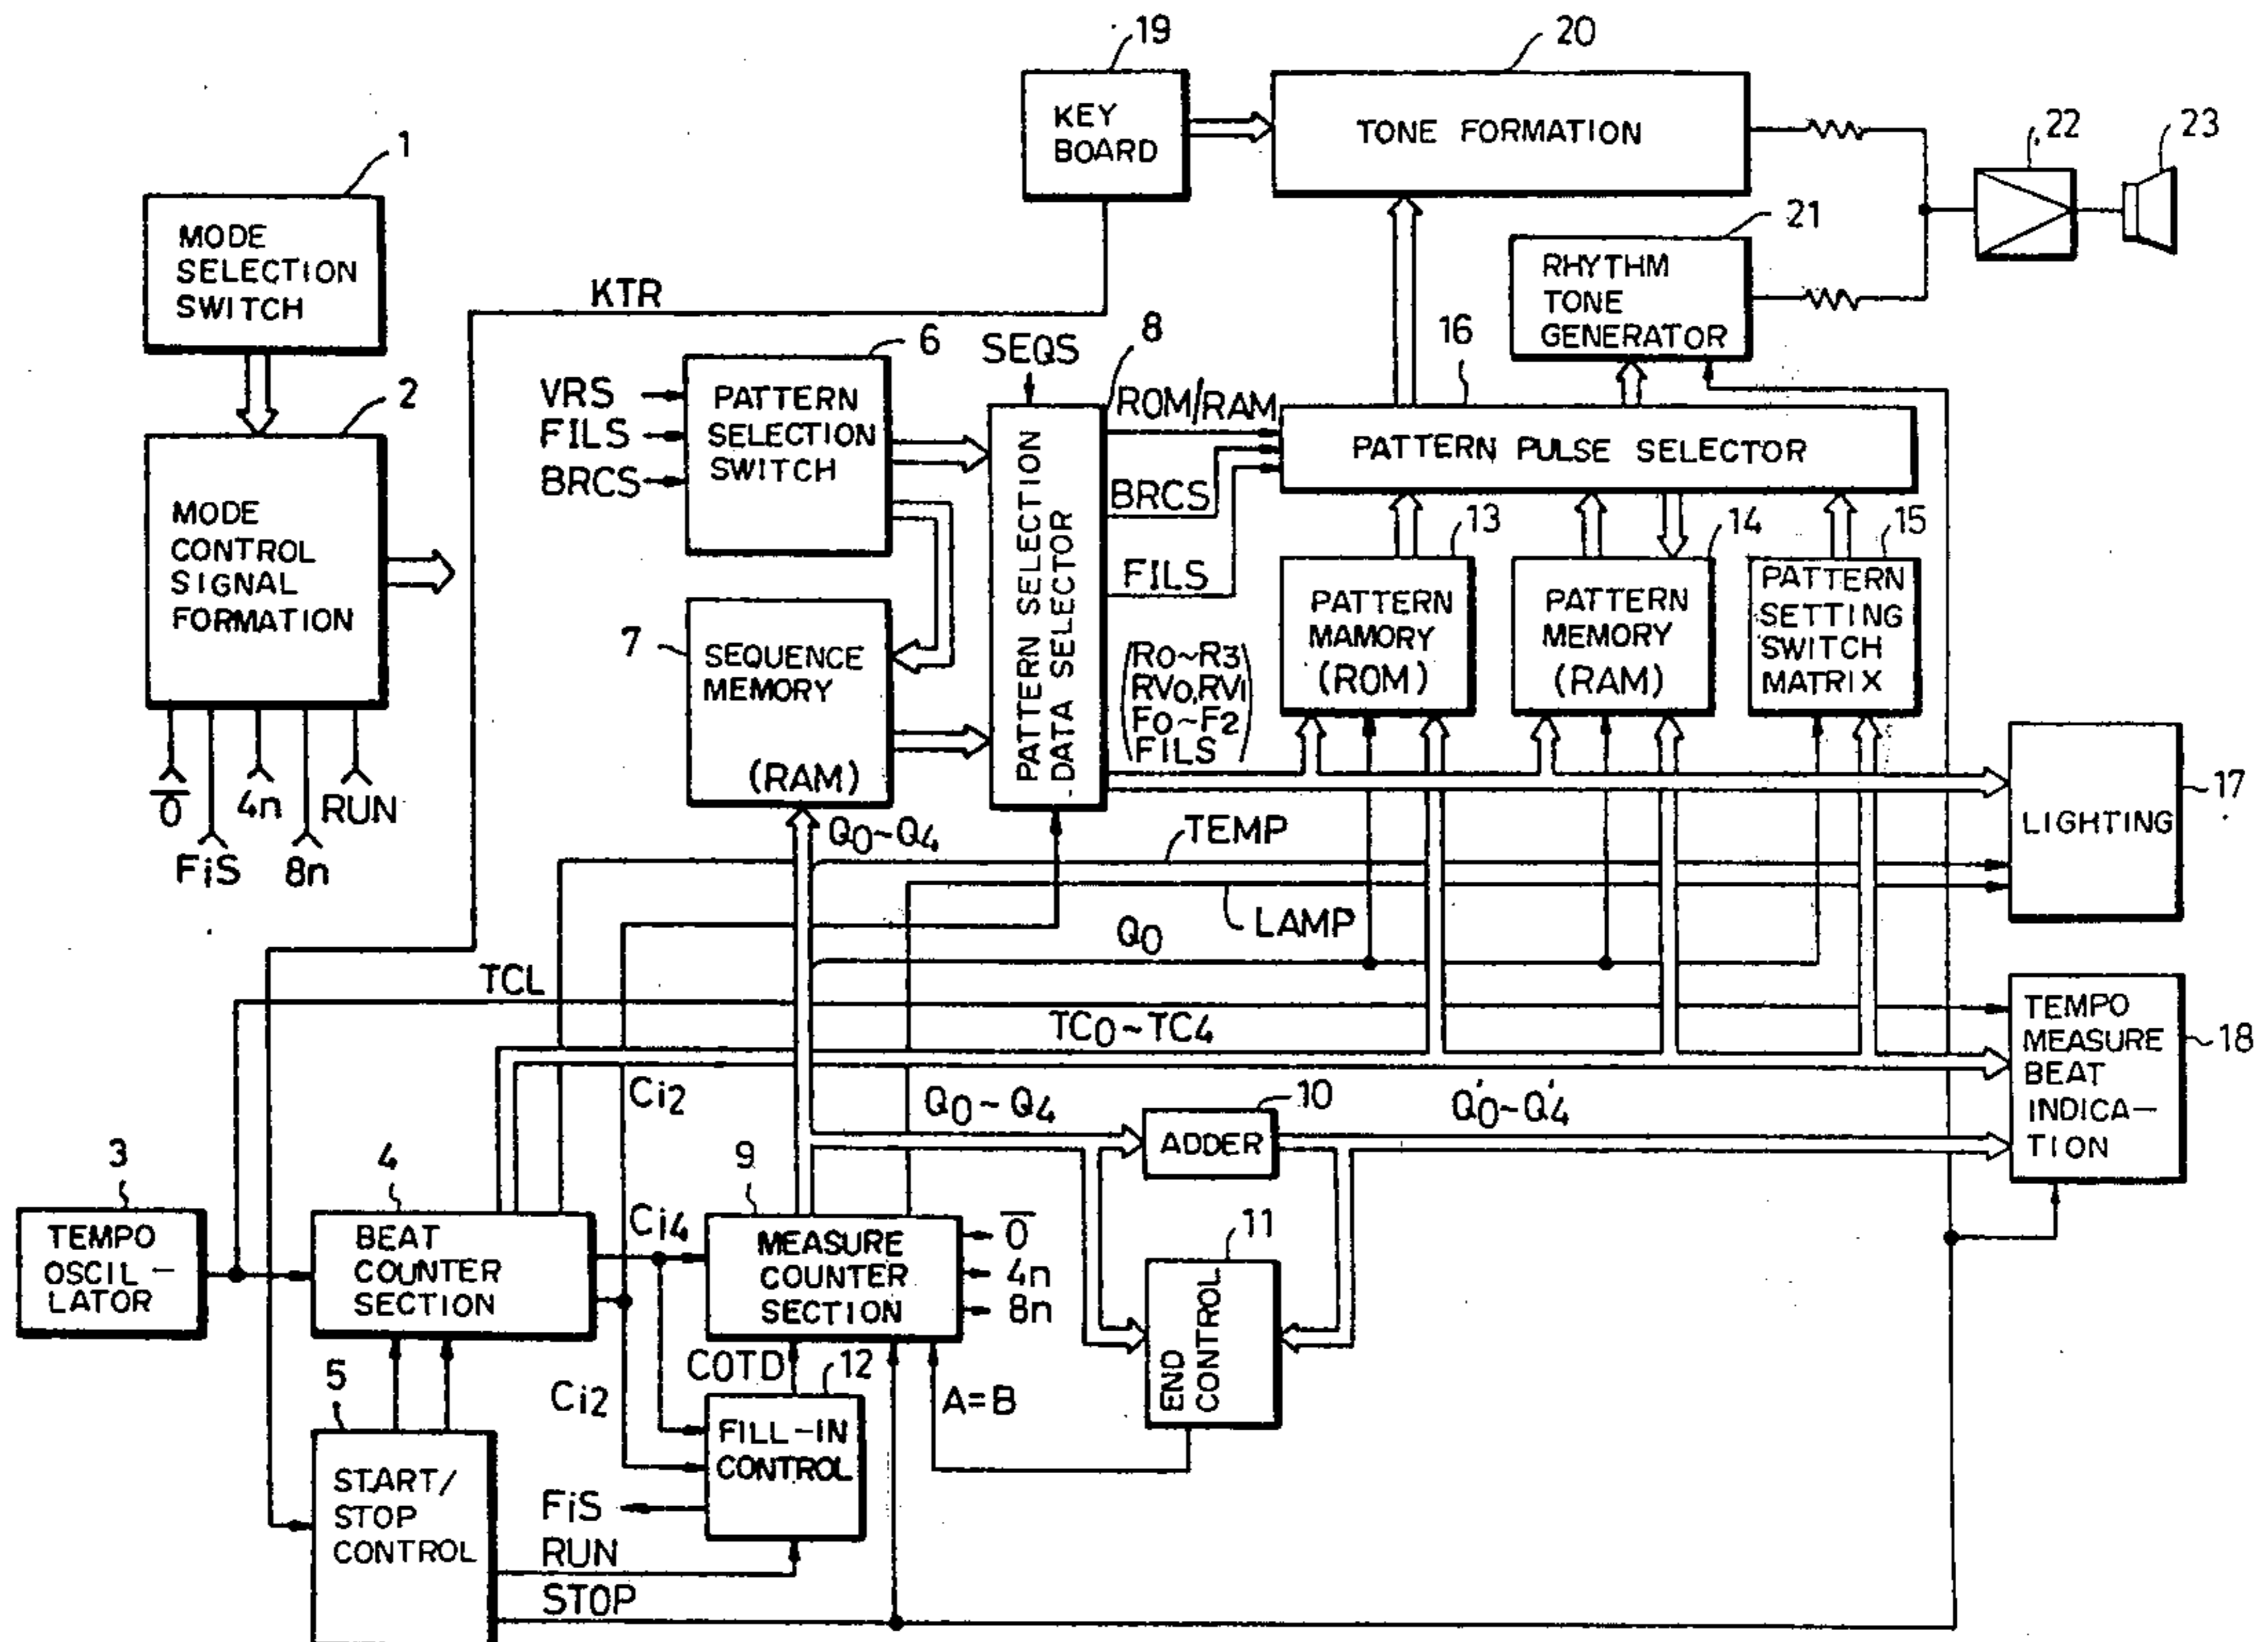 19
KEY
BOARD
20
TONE FORMATION
22
23
1
MODE
SELECTION
SWITCH
21
RHYTHM
TONE
GENERATOR
KTR
2
MODE
CONTROL
SIGNAL
FORMATION
0̅
FiS
4n
8n
RUN
6
VRS
FILS
BRCS
PATTERN
SELECTION
SWITCH
SEQS
8
PATTERN SELECTION
DATA SELECTOR
ROM/RAM
BRCS
FILS
16
PATTERN PULSE SELECTOR
7
SEQUENCE
MEMORY
(RAM)
(R0~R3
RV0,RV1
F0~F2
FILS)
13
PATTERN
MAMORY
(ROM)
14
PATTERN
MEMORY
(RAM)
15
PATTERN
SETTING
SWITCH
MATRIX
17
LIGHTING
Q0~Q4
TEMP
LAMP
Q0
TCL
TC0~TC4
18
TEMPO
MEASURE
BEAT
INDICA-
TION
Ci2
Q0~Q4
10
ADDER
Q'0~Q'4
3
TEMPO
OSCIL-
LATOR
4
BEAT
COUNTER
SECTION
Ci4
9
MEASURE
COUNTER
SECTION
0̅
4n
8n
11
END
CONTROL
5
START/
STOP
CONTROL
Ci2
COTD
12
FILL-IN
CONTROL
A=B
FiS
RUN
STOP